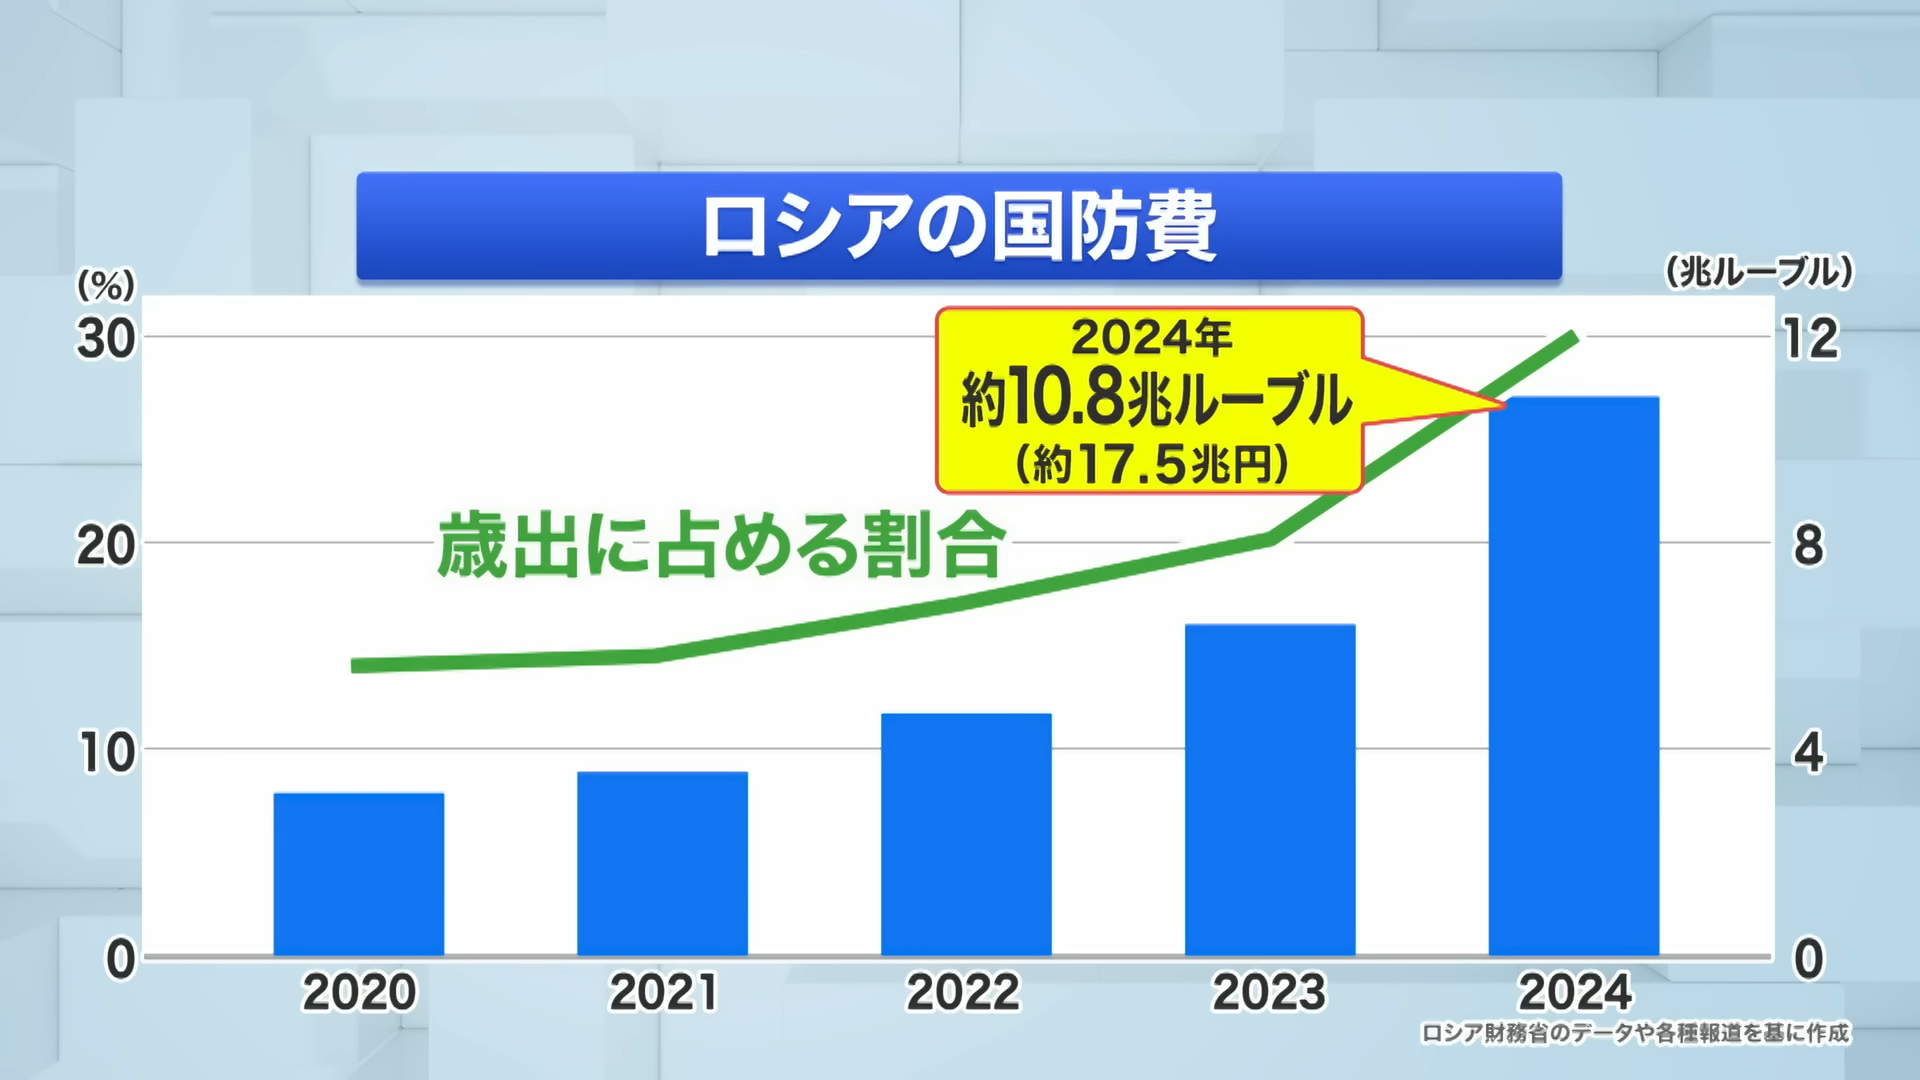 ロシアの国防費
(%)
(兆ルーブル)
30
12
2024年
約10.8兆ルーブル
(約17.5兆円)
歳出に占める割合
20
8
10
4
0
0
2020 2021 2022 2023 2024
ロシア財務省のデータや各種報道を基に作成